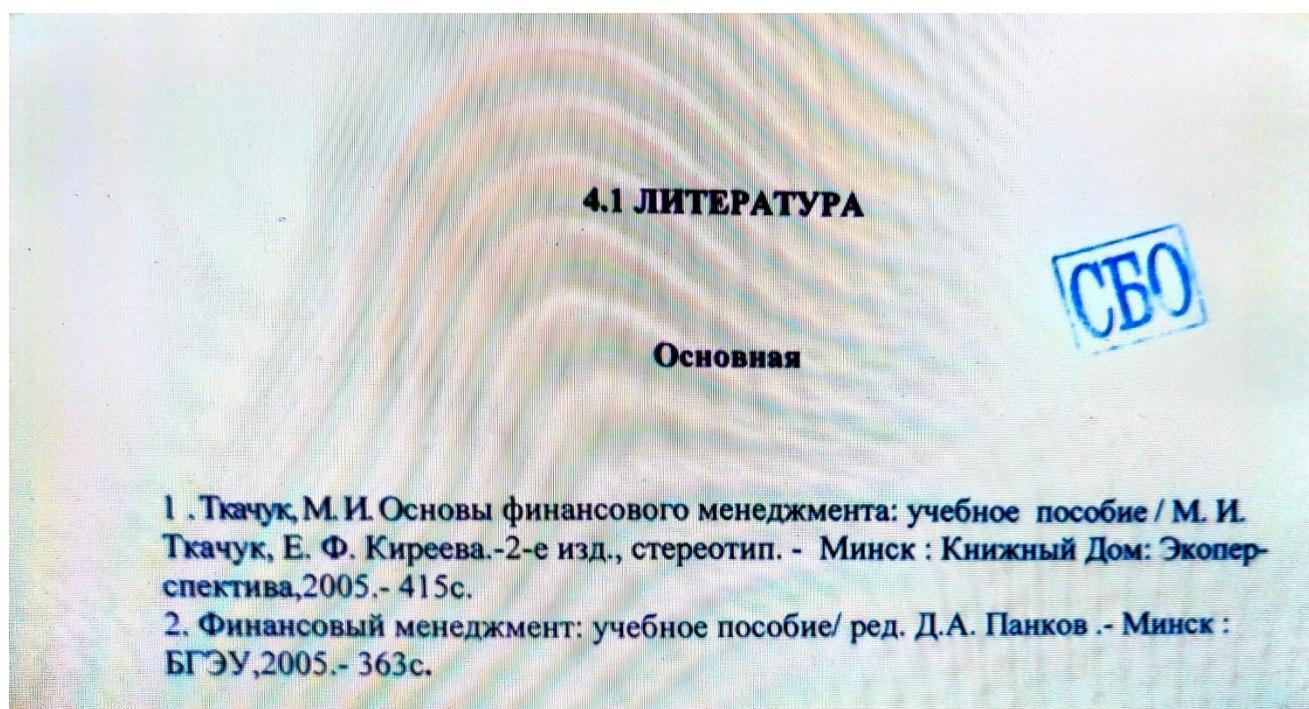 4.1 ЛИТЕРАТУРА
СБО
Основная
1 . Ткачук, М. И. Основы финансового менеджмента: учебное пособие / М. И.
Ткачук, Е. Ф. Киреева.-2-е изд., стереотип. - Минск : Книжный Дом: Экопер-
спектива,2005.- 415с.
2. Финансовый менеджмент: учебное пособие/ ред. Д.А. Панков .- Минск :
БГЭУ,2005.- 363с.